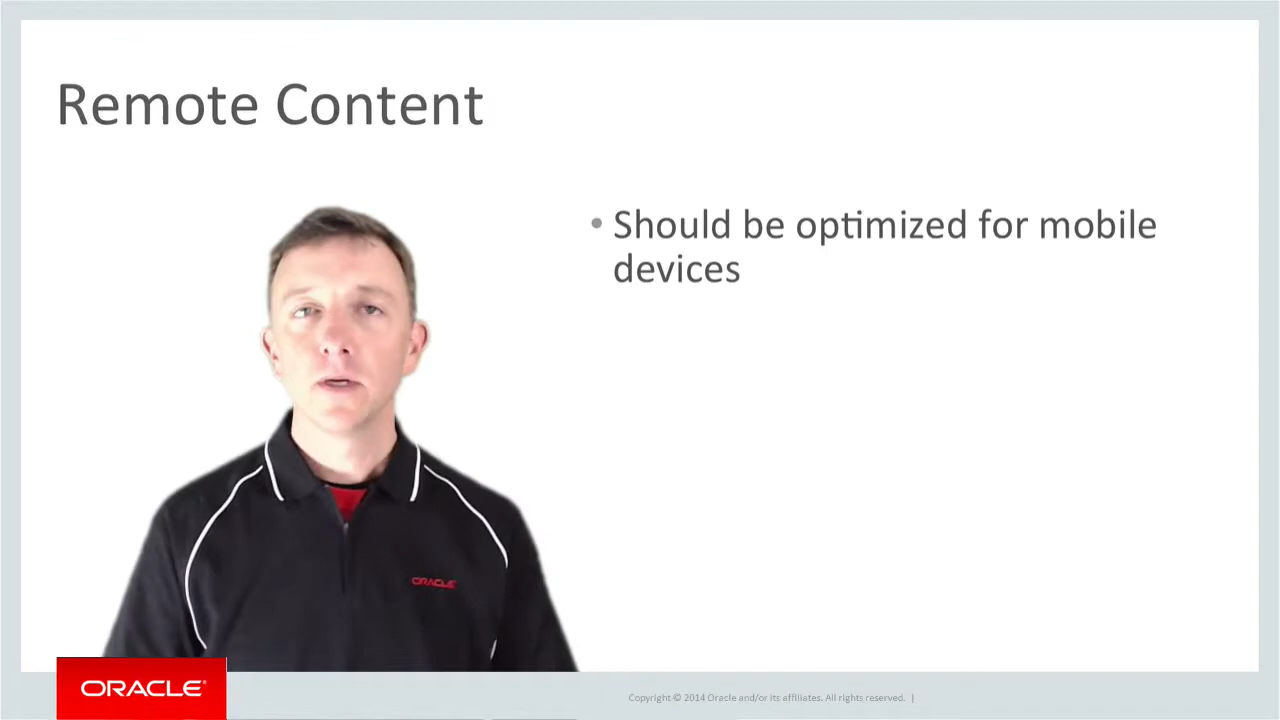 Remote Content
• Should be optimized for mobile
devices
ORACLE
ORACLE®
Copyright © 2014 Oracle and/or its affiliates. All rights reserved. |